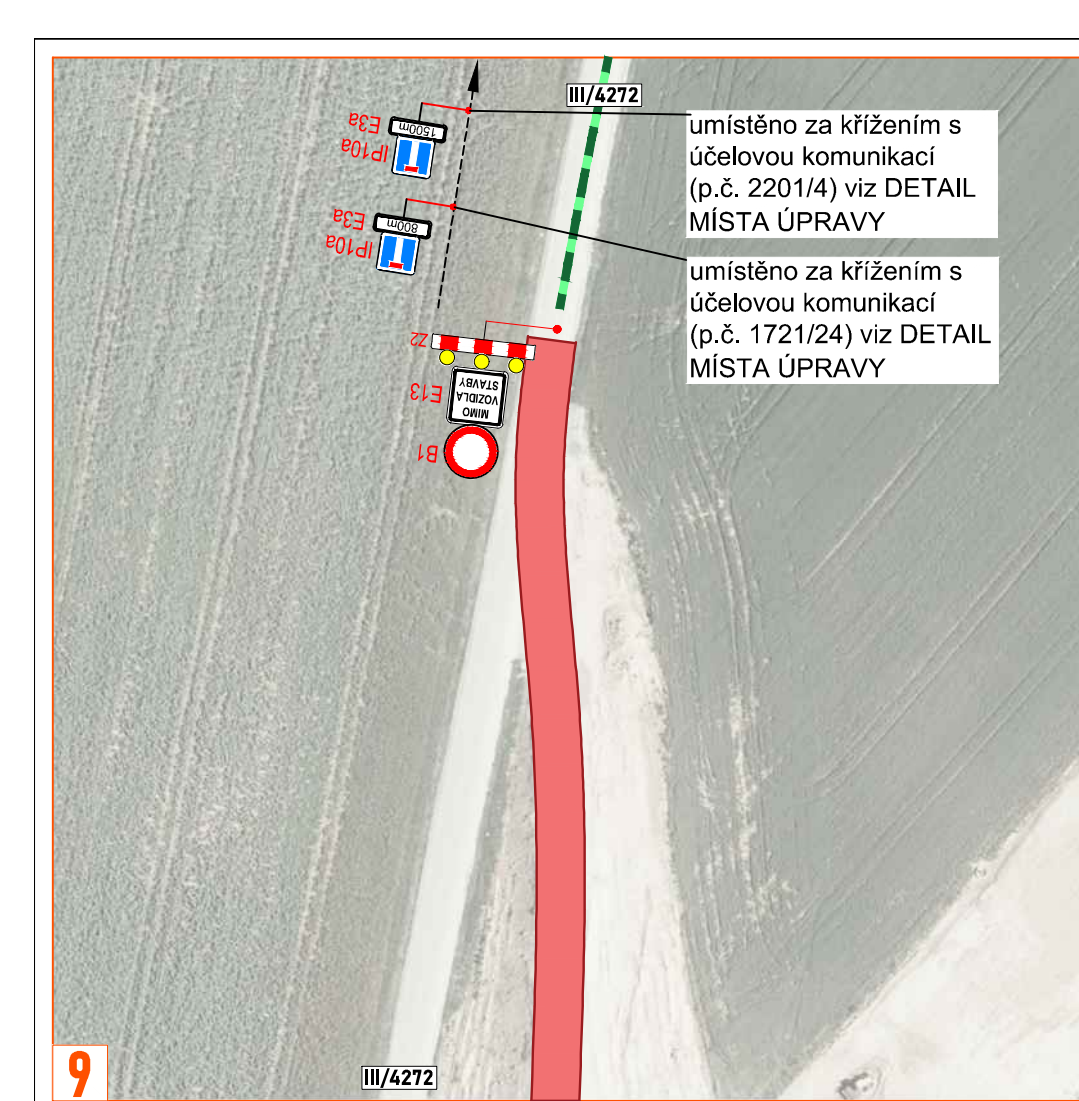 III/4272
umístěno za křížením s
účelovou komunikací
(p.č. 2201/4) viz DETAIL
MÍSTA ÚPRAVY
E3a
1500m
IP10a
E3a
800m
IP10a
umístěno za křížením s
účelovou komunikací
(p.č. 1721/24) viz DETAIL
MÍSTA ÚPRAVY
Z2
E13
MIMO
VOZIDLA
STAVBY
B1
9
III/4272